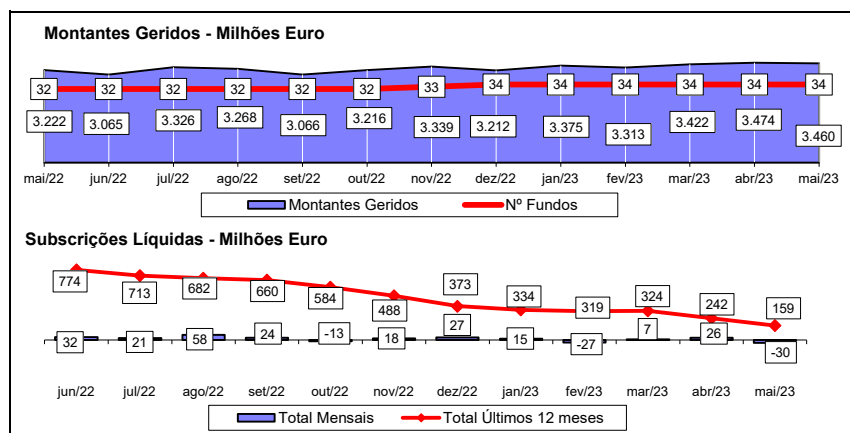 Montantes Geridos - Milhões Euro
32 32 32 32 32 32 33 34 34 34 34 34 34
3.222 3.065 3.326 3.268 3.066 3.216 3.339 3.212 3.375 3.313 3.422 3.474 3.460
mai/22 jun/22 jul/22 ago/22 set/22 out/22 nov/22 dez/22 jan/23 fev/23 mar/23 abr/23 mai/23
Montantes Geridos Nº Fundos
Subscrições Líquidas - Milhões Euro
774 713 682 660 584 488 373 334 319 324 242 159
32 21 58 24 -13 18 27 15 -27 7 26 -30
jun/22 jul/22 ago/22 set/22 out/22 nov/22 dez/22 jan/23 fev/23 mar/23 abr/23 mai/23
Total Mensais Total Últimos 12 meses